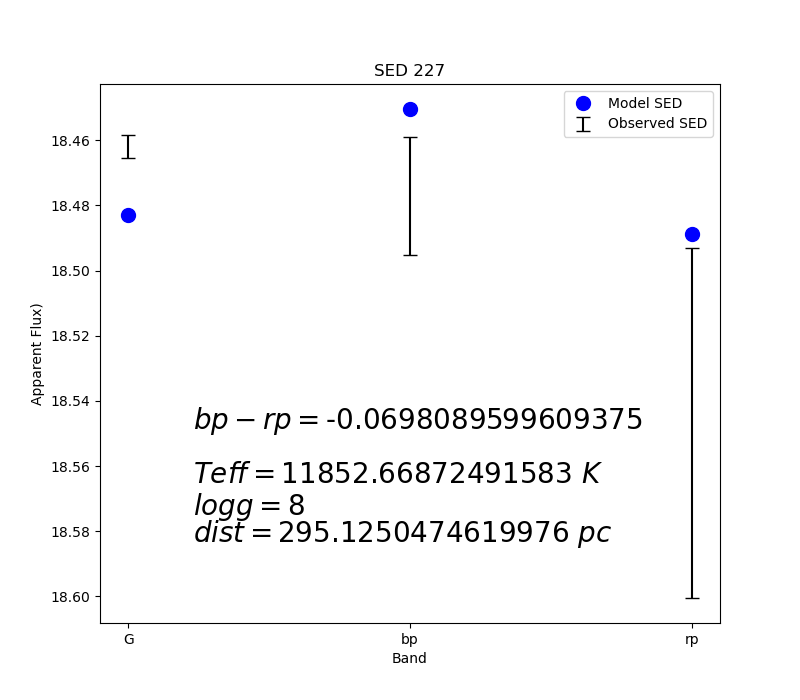 SED 227
Model SED
Observed SED
18.46
18.48
18.50
18.52
18.54
18.56
18.58
18.60
Apparent Flux)
bp − rp = -0.0698089599609375
Teff = 11852.66872491583 K
logg = 8
dist = 295.1250474619976 pc
G bp rp
Band